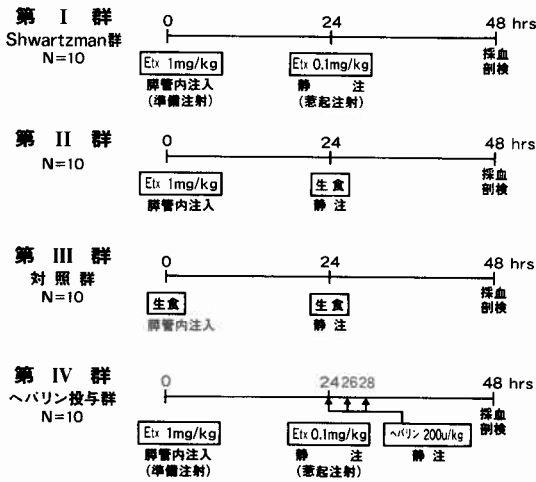 第 I 群
Shwartzman群
N=10
0 24 48 hrs
Etx 1mg/kg Etx 0.1mg/kg 採血
膵管内注入 静 注 剖検
(準備注射) (惹起注射)
第 II 群
N=10
0 24 48 hrs
Etx 1mg/kg 生食 採血
膵管内注入 静 注 剖検
第 III 群
対 照 群
N=10
0 24 48 hrs
生食 生食 採血
膵管内注入 静 注 剖検
第 IV 群
ヘパリン投与群
N=10
0 24 26 28 48 hrs
Etx 1mg/kg Etx 0.1mg/kg ヘパリン 200u/kg 採血
膵管内注入 静 注 静 注 剖検
(準備注射) (惹起注射)